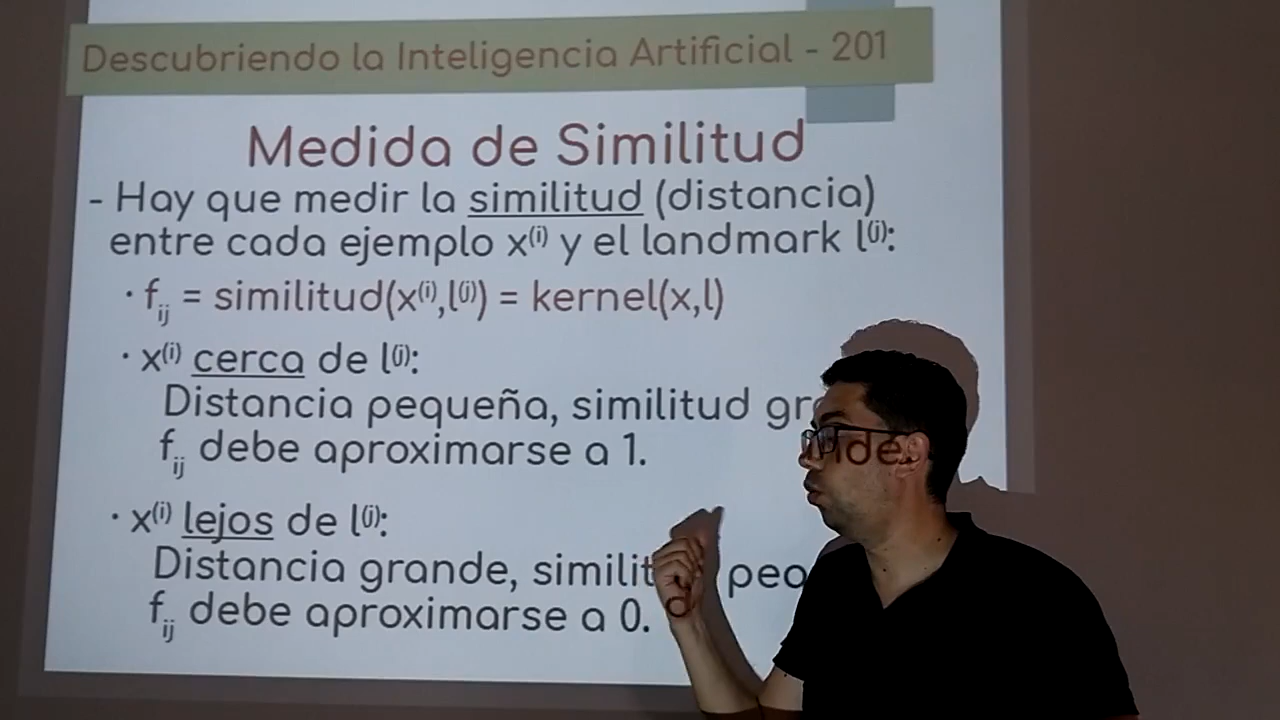 Descubriendo la Inteligencia Artificial - 201
Medida de Similitud
- Hay que medir la similitud (distancia)
entre cada ejemplo x⁽ⁱ⁾ y el landmark l⁽ʲ⁾:
· fᵢⱼ = similitud(x⁽ⁱ⁾,l⁽ʲ⁾) = kernel(x,l)
· x⁽ⁱ⁾ cerca de l⁽ʲ⁾:
Distancia pequeña, similitud grande.
fᵢⱼ debe aproximarse a 1.
· x⁽ⁱ⁾ lejos de l⁽ʲ⁾:
Distancia grande, similitud
fᵢⱼ debe aproximarse a 0.